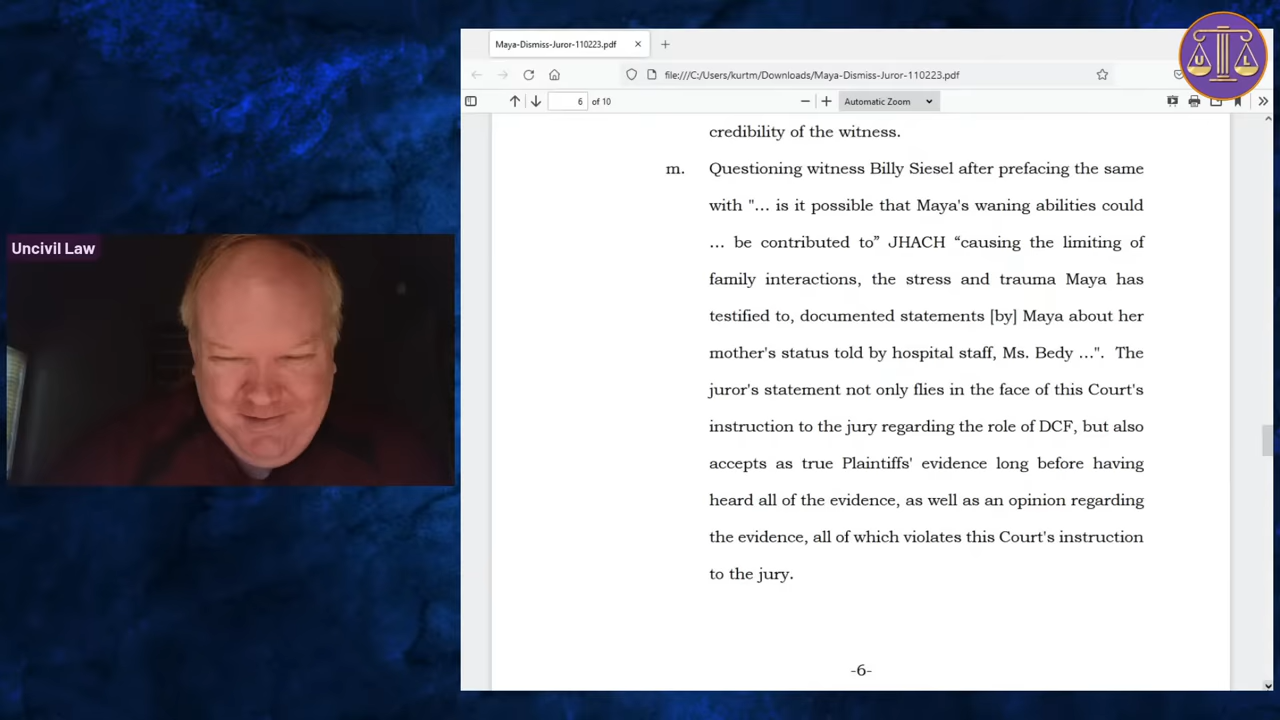 Maya-Dismiss-Juror-110223.pdf
file:///C:/Users/kurtm/Downloads/Maya-Dismiss-Juror-110223.pdf
U L
6 of 10
Automatic Zoom
Uncivil Law
credibility of the witness.
m. Questioning witness Billy Siesel after prefacing the same
with "... is it possible that Maya's waning abilities could
... be contributed to” JHACH “causing the limiting of
family interactions, the stress and trauma Maya has
testified to, documented statements [by] Maya about her
mother's status told by hospital staff, Ms. Bedy ...". The
juror's statement not only flies in the face of this Court's
instruction to the jury regarding the role of DCF, but also
accepts as true Plaintiffs' evidence long before having
heard all of the evidence, as well as an opinion regarding
the evidence, all of which violates this Court's instruction
to the jury.
-6-